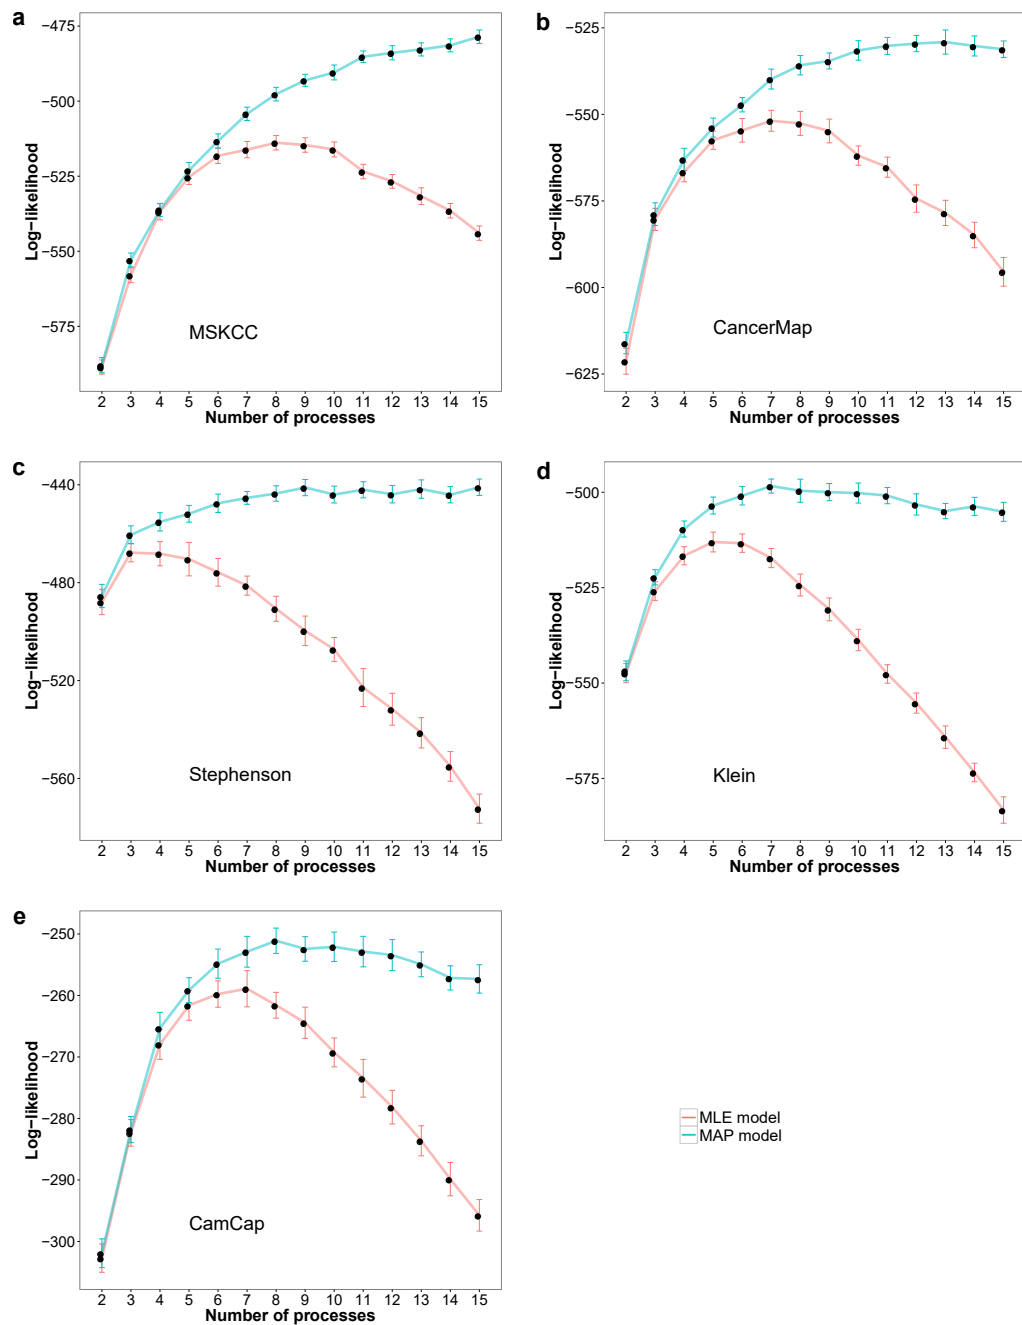 a
−475
−500
−525
−550
−575
Log−likelihood
MSKCC
2 3 4 5 6 7 8 9 10 11 12 13 14 15
Number of processes
b
−525
−550
−575
−600
−625
Log−likelihood
CancerMap
2 3 4 5 6 7 8 9 10 11 12 13 14 15
Number of processes
c
−440
−480
−520
−560
Log−likelihood
Stephenson
2 3 4 5 6 7 8 9 10 11 12 13 14 15
Number of processes
d
−500
−525
−550
−575
Log−likelihood
Klein
2 3 4 5 6 7 8 9 10 11 12 13 14 15
Number of processes
e
−250
−260
−270
−280
−290
−300
Log−likelihood
CamCap
2 3 4 5 6 7 8 9 10 11 12 13 14 15
Number of processes
MLE model
MAP model